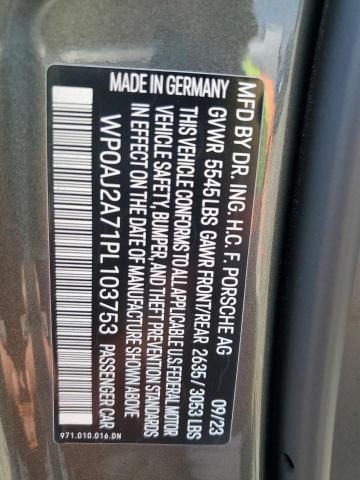 MFD BY DR. ING. H.C. F. PORSCHE AG
09/23
GVWR 5545 LBS GAWR FRONT/REAR 2635 / 3053 LBS
THIS VEHICLE CONFORMS TO ALL APPLICABLE U.S. FEDERAL MOTOR
VEHICLE SAFETY, BUMPER, AND THEFT PREVENTION STANDARDS
IN EFFECT ON THE DATE OF MANUFACTURE SHOWN ABOVE
WP0AJ2A71PL103753 PASSENGER CAR
MADE IN GERMANY
971.010.016.DN